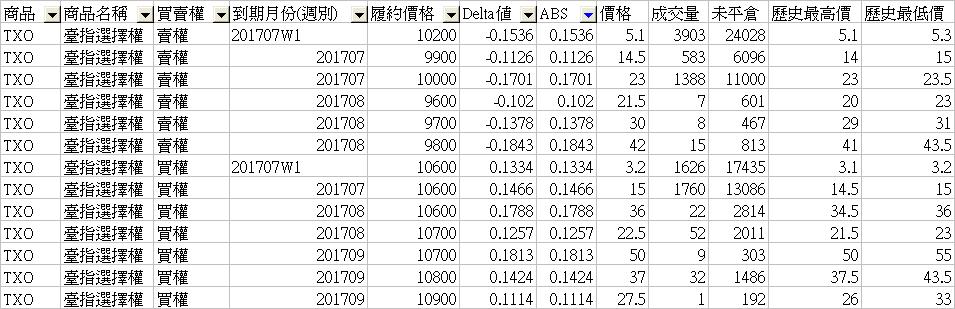 商品 商品名稱 買賣權 到期月份(週別) 履約價格 Delta值 ABS 價格 成交量 未平倉 歷史最高價 歷史最低價
TXO 臺指選擇權 賣權 201707W1 10200 -0.1536 0.1536 5.1 3903 24028 5.1 5.3
TXO 臺指選擇權 賣權 201707 9900 -0.1126 0.1126 14.5 583 6096 14 15
TXO 臺指選擇權 賣權 201707 10000 -0.1701 0.1701 23 1388 11000 23 23.5
TXO 臺指選擇權 賣權 201708 9600 -0.102 0.102 21.5 7 601 20 23
TXO 臺指選擇權 賣權 201708 9700 -0.1378 0.1378 30 8 467 29 31
TXO 臺指選擇權 賣權 201708 9800 -0.1843 0.1843 42 15 813 41 43.5
TXO 臺指選擇權 買權 201707W1 10600 0.1334 0.1334 3.2 1626 17435 3.1 3.2
TXO 臺指選擇權 買權 201707 10600 0.1466 0.1466 15 1760 13086 14.5 15
TXO 臺指選擇權 買權 201708 10600 0.1788 0.1788 36 22 2814 34.5 36
TXO 臺指選擇權 買權 201708 10700 0.1257 0.1257 22.5 52 2011 21.5 23
TXO 臺指選擇權 買權 201709 10700 0.1813 0.1813 50 9 303 50 55
TXO 臺指選擇權 買權 201709 10800 0.1424 0.1424 37 32 1486 37.5 43.5
TXO 臺指選擇權 買權 201709 10900 0.1114 0.1114 27.5 1 192 26 33